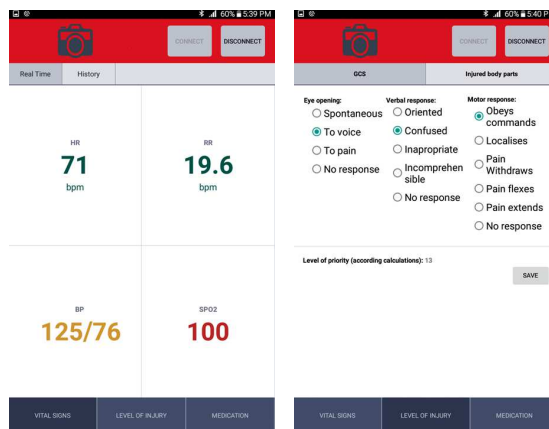 60% 5:39 PM
CONNECT
DISCONNECT
Real Time
History
HR
71
bpm
RR
19.6
bpm
BP
125/76
SPO2
100
VITAL SIGNS
LEVEL OF INJURY
MEDICATION
60% 5:40 P
CONNECT
DISCONNECT
GCS
Injured body parts
Eye opening:
Spontaneous
To voice
To pain
No response
Verbal response:
Oriented
Confused
Inapropriate
Incomprehen
sible
No response
Motor response:
Obeys
commands
Localises
Pain
Withdraws
Pain flexes
Pain extends
No response
Level of priority (according calculations): 13
SAVE
VITAL SIGNS
LEVEL OF INJURY
MEDICATION